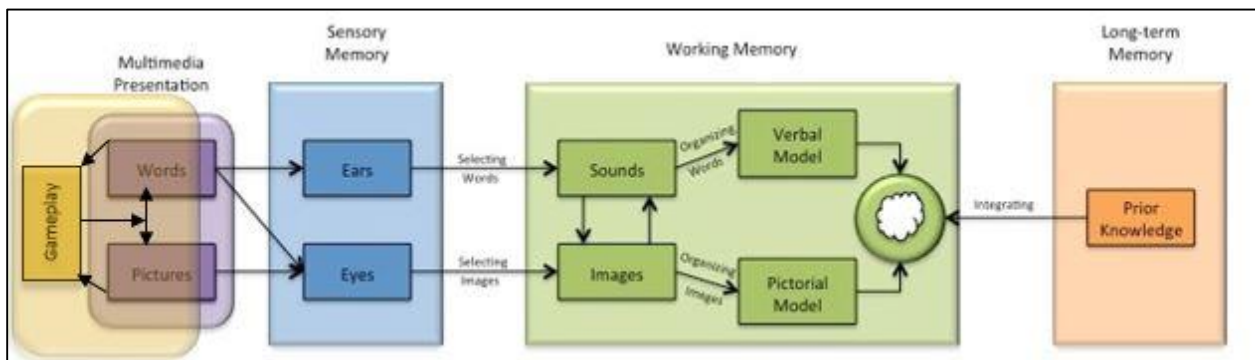 Multimedia
Presentation
Sensory
Memory
Working Memory
Long-term
Memory
Gameplay
Words
Pictures
Ears
Eyes
Selecting
Words
Selecting
Images
Sounds
Images
Organizing
Words
Organizing
Images
Verbal
Model
Pictorial
Model
Integrating
Prior
Knowledge